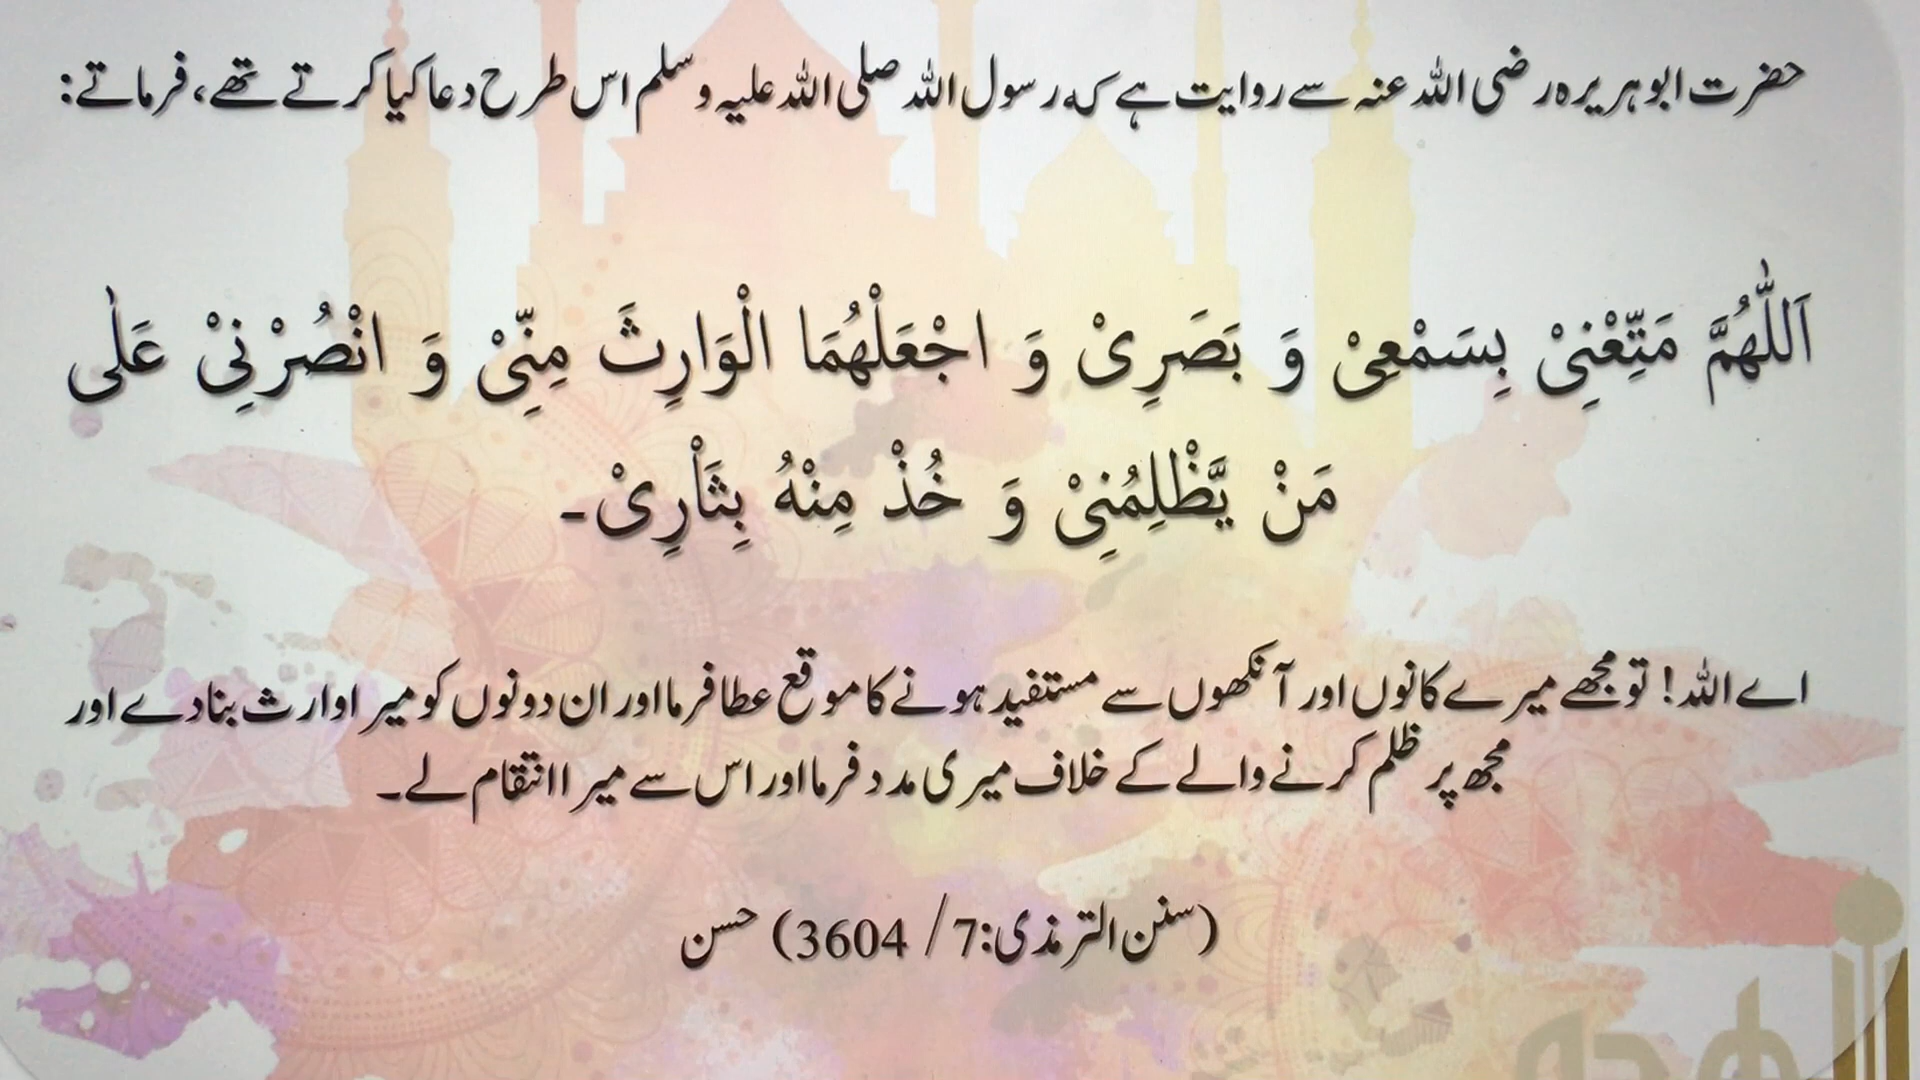 حضرت ابوہریرہ رضی اللہ عنہ سے روایت ہے کہ رسول اللہ صلی اللہ علیہ وسلم اس طرح دعا کیا کرتے تھے، فرماتے:
اَللّٰهُمَّ مَتِّعْنِیْ بِسَمْعِیْ وَ بَصَرِیْ وَ اجْعَلْهُمَا الْوَارِثَ مِنِّیْ وَ انْصُرْنِیْ عَلٰی
مَنْ یَّظْلِمُنِیْ وَ خُذْ مِنْهُ بِثَأْرِیْ۔
اے اللہ! تو مجھے میرے کانوں اور آنکھوں سے مستفید ہونے کا موقع عطا فرما اور ان دونوں کو میرا وارث بنا دے اور
مجھ پر ظلم کرنے والے کے خلاف میری مدد فرما اور اس سے میرا انتقام لے۔
(سنن الترمذی:7 / 3604) حسن